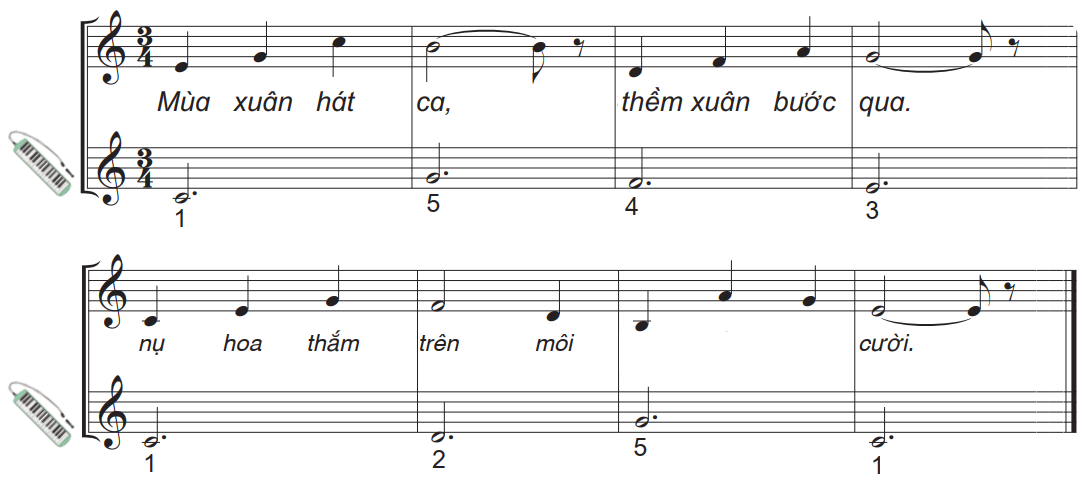 3 4
Mùa xuân hát ca, thềm xuân bước qua.
3 4
1 5 4 3
nụ hoa thắm trên môi cười.
1 2 5 1